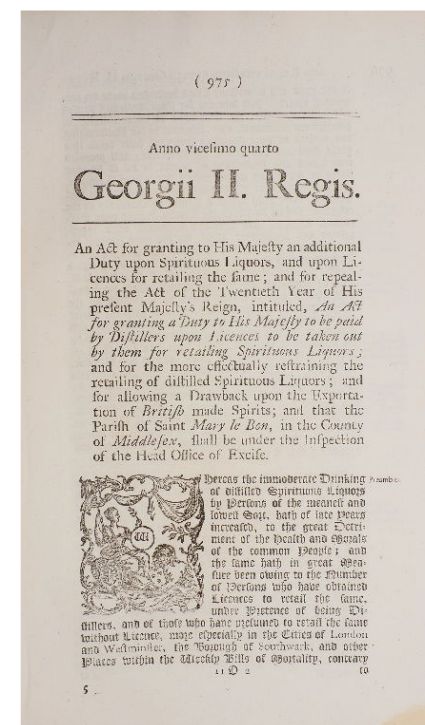 ( 975 )
Anno viceſimo quarto
Georgii II. Regis.
An Act for granting to His Majeſty an additional
Duty upon Spirituous Liquors, and upon Li-
cences for retailing the ſame; and for repeal-
ing the Act of the Twentieth Year of His
preſent Majeſty's Reign, intituled, An Act
for granting a Duty to His Majeſty to be paid
by Diſtillers upon Licences to be taken out
by them for retailing Spirituous Liquors;
and for the more effectually reſtraining the
retailing of diſtilled Spirituous Liquors; and
for allowing a Drawback upon the Exporta-
tion of Britiſh made Spirits; and that the
Pariſh of Saint Mary le Bon, in the County
of Middleſex, ſhall be under the Inſpection
of the Head Office of Exciſe.
Whereas the immoderate Drinking
of diſtilled Spirituous Liquors
by Perſons of the meaneſt and
loweſt Sort, hath of late Years
increaſed, to the great Detri-
ment of the Health and Morals
of the common People; and
the ſame hath in great Mea-
ſure been owing to the Number
of Perſons who have obtained
Licences to retail the ſame,
under Pretence of being Di-
ſtillers, and of thoſe who have preſumed to retail the ſame
without Licence, more eſpecially in the Cities of London
and Weſtminſter, the Borough of Southwark, and other
Places within the Weekly Bills of Mortality, contrary
11 O 2 to
5